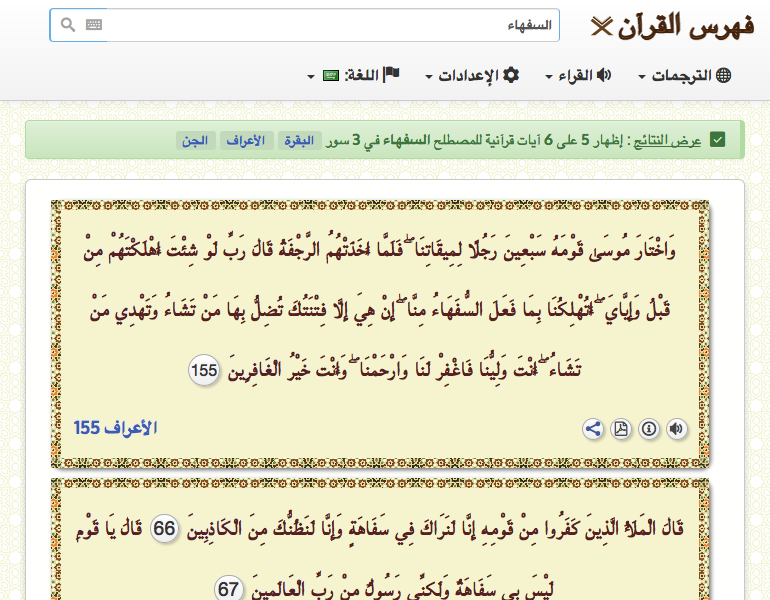 فهرس القرآن
السفهاء
الترجمات القراء الإعدادات اللغة:
عرض النتائج : إظهار 5 على 6 آيات قرآنية للمصطلح السفهاء في 3 سور البقرة الأعراف الجن
وَاخْتَارَ مُوسَىٰ قَوْمَهُ سَبْعِينَ رَجُلًا لِمِيقَاتِنَا ۖ فَلَمَّا أَخَذَتْهُمُ الرَّجْفَةُ قَالَ رَبِّ لَوْ شِئْتَ أَهْلَكْتَهُمْ مِنْ
قَبْلُ وَإِيَّايَ ۖ أَتُهْلِكُنَا بِمَا فَعَلَ السُّفَهَاءُ مِنَّا ۖ إِنْ هِيَ إِلَّا فِتْنَتُكَ تُضِلُّ بِهَا مَنْ تَشَاءُ وَتَهْدِي مَنْ
تَشَاءُ ۖ أَنْتَ وَلِيُّنَا فَاغْفِرْ لَنَا وَارْحَمْنَا ۖ وَأَنْتَ خَيْرُ الْغَافِرِينَ 155
الأعراف 155
قَالَ الْمَلَأُ الَّذِينَ كَفَرُوا مِنْ قَوْمِهِ إِنَّا لَنَرَاكَ فِي سَفَاهَةٍ وَإِنَّا لَنَظُنُّكَ مِنَ الْكَاذِبِينَ 66 قَالَ يَا قَوْمِ
لَيْسَ بِي سَفَاهَةٌ وَلَكِنِّي رَسُولٌ مِنْ رَبِّ الْعَالَمِينَ 67